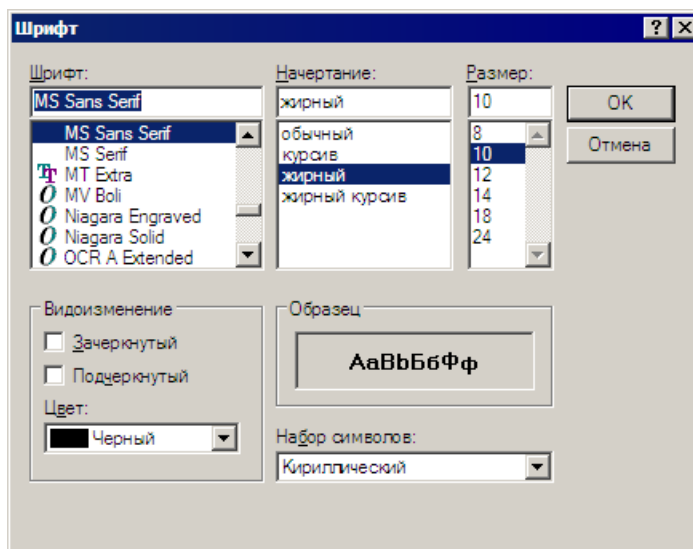 Шрифт
Шрифт: Начертание: Размер:
MS Sans Serif жирный 10 OK
MS Sans Serif обычный 8 Отмена
MS Serif курсив 10
MT Extra жирный 12
MV Boli жирный курсив 14
Niagara Engraved 18
Niagara Solid 24
OCR A Extended
Видоизменение Образец
Зачеркнутый
Подчеркнутый
АаBbБбФф
Цвет:
Черный
Набор символов:
Кириллический